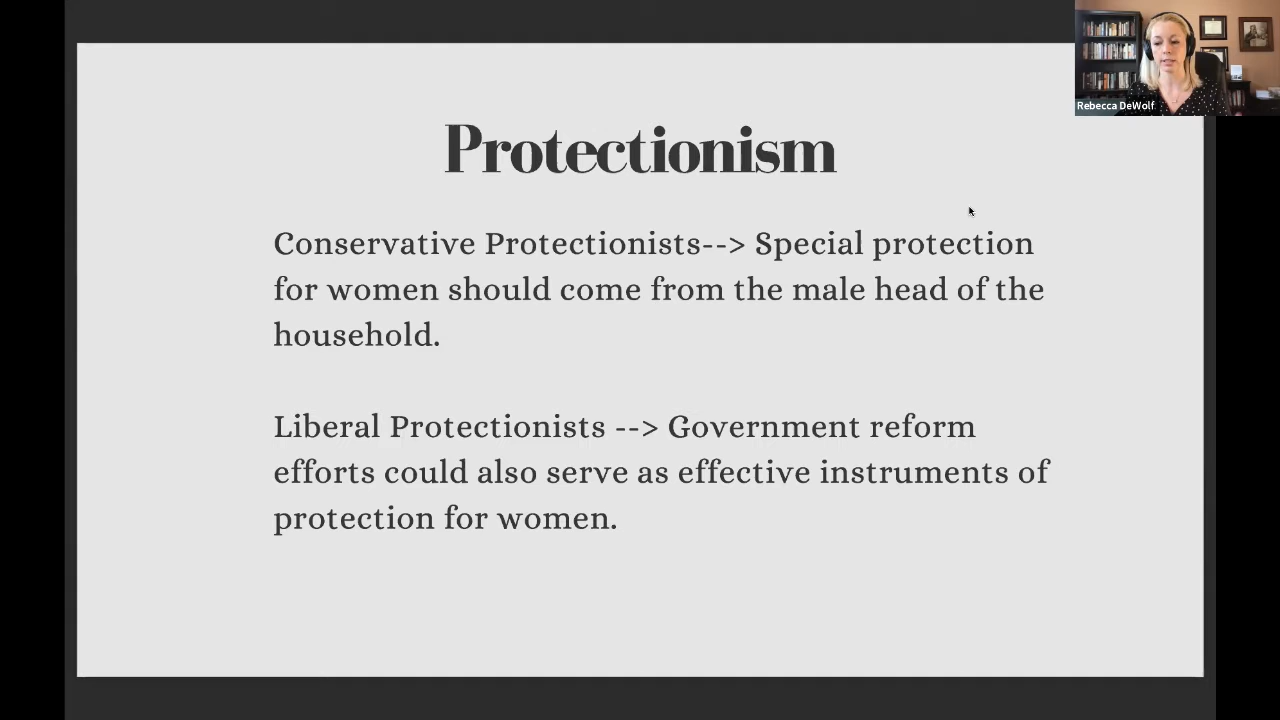 Protectionism
Conservative Protectionists--> Special protection
for women should come from the male head of the
household.
Liberal Protectionists --> Government reform
efforts could also serve as effective instruments of
protection for women.
Rebecca DeWolf